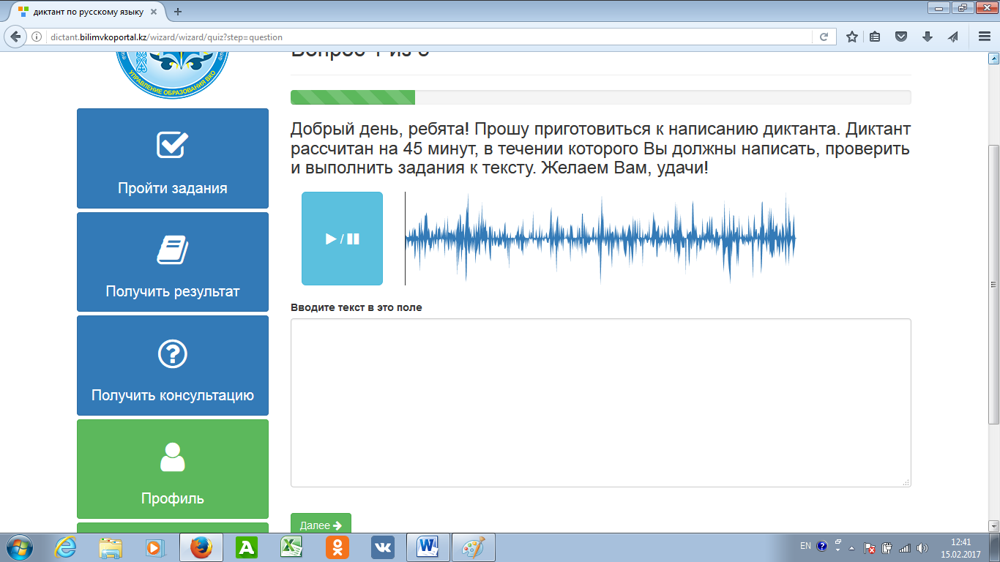 диктант по русскому языку
dictant.bilimvkoportal.kz/wizard/wizard/quiz?step=question
УПРАВЛЕНИЕ ОБРАЗОВАНИЯ ВКО
Пройти задания
Получить результат
Получить консультацию
Профиль
Добрый день, ребята! Прошу приготовиться к написанию диктанта. Диктант
рассчитан на 45 минут, в течении которого Вы должны написать, проверить
и выполнить задания к тексту. Желаем Вам, удачи!
Вводите текст в это поле
Далее
EN
12:41
15.02.2017